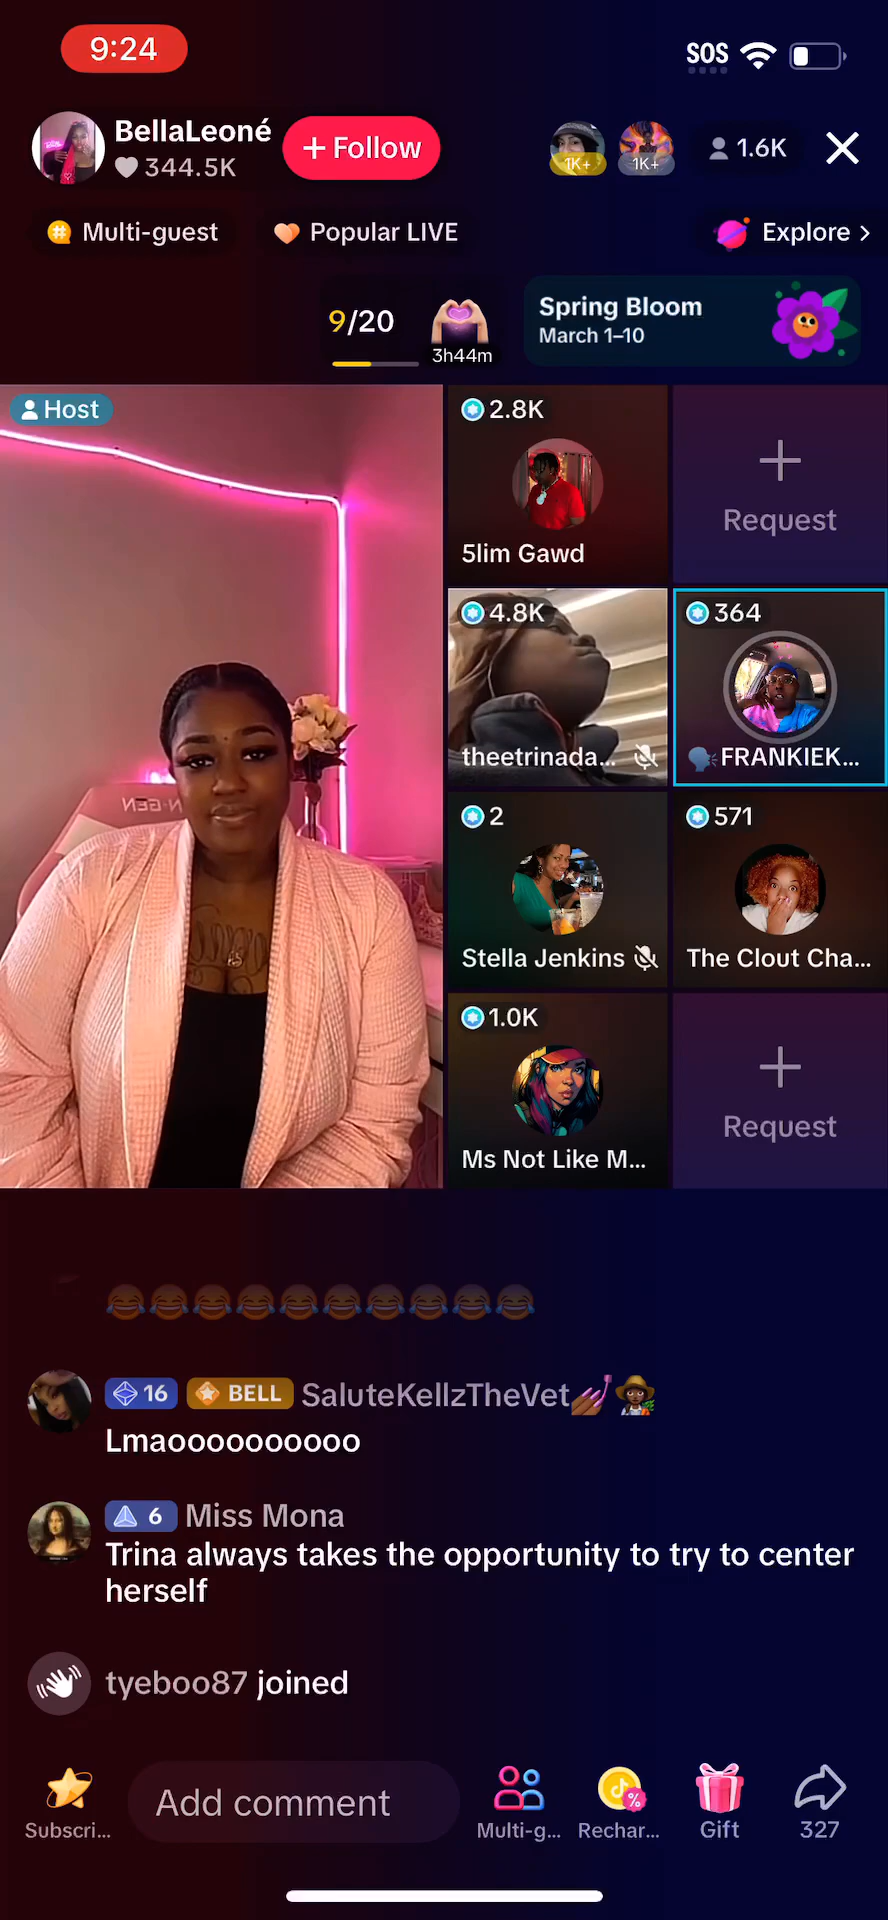 9:24
SOS
BellaLeoné
344.5K
+ Follow
1K+
1K+
1.6K
Multi-guest
Popular LIVE
Explore >
9/20
3h44m
Spring Bloom
March 1–10
Host
2.8K
5lim Gawd
Request
4.8K
theetrinada...
364
FRANKIEK...
2
Stella Jenkins
571
The Clout Cha...
1.0K
Ms Not Like M...
Request
16 BELL SaluteKellzTheVet
Lmaoooooooooo
6 Miss Mona
Trina always takes the opportunity to try to center
herself
tyeboo87 joined
Subscri...
Add comment
Multi-g...
Rechar...
Gift
327